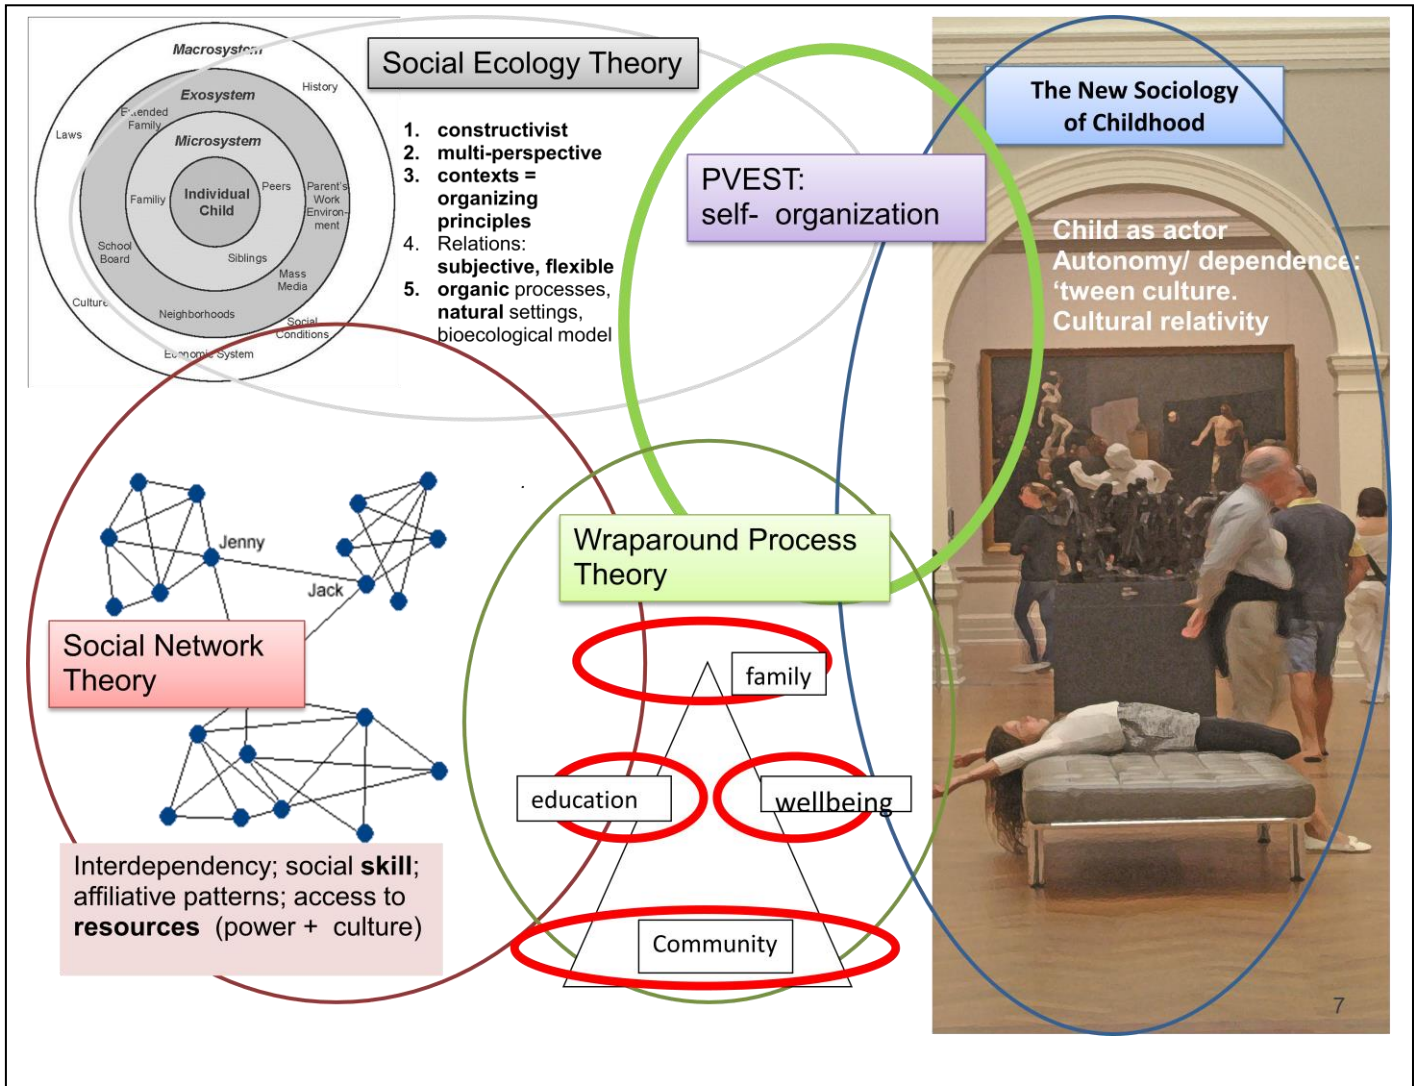 Macrosystem
Exosystem
Extended
Family
Microsystem
Individual
Child
History
Laws
Family
Peers
Parent's
Work
Environ-
ment
School
Board
Siblings
Mass
Media
Culture
Neighborhoods
Social
Conditions
Economic System
Social Ecology Theory
1. constructivist
2. multi-perspective
3. contexts =
organizing
principles
4. Relations:
subjective, flexible
5. organic processes,
natural settings,
bioecological model
PVEST:
self- organization
The New Sociology
of Childhood
Child as actor
Autonomy/ dependence:
‘tween culture.
Cultural relativity
Jenny
Jack
Social Network
Theory
Interdependency; social skill;
affiliative patterns; access to
resources (power + culture)
Wraparound Process
Theory
family
education
wellbeing
Community
7